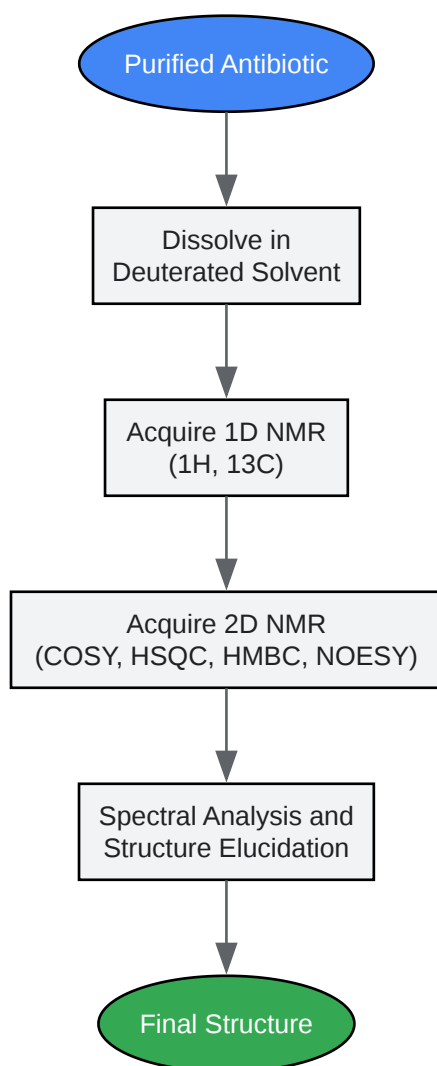 Purified Antibiotic
Dissolve in
Deuterated Solvent
Acquire 1D NMR
(1H, 13C)
Acquire 2D NMR
(COSY, HSQC, HMBC, NOESY)
Spectral Analysis and
Structure Elucidation
Final Structure